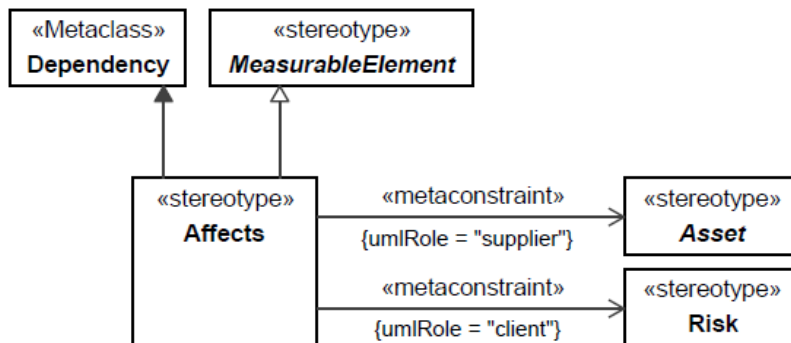 «Metaclass»
Dependency
«stereotype»
MeasurableElement
«stereotype»
Affects
«metaconstraint»
{umlRole = "supplier"}
«stereotype»
Asset
«metaconstraint»
{umlRole = "client"}
«stereotype»
Risk